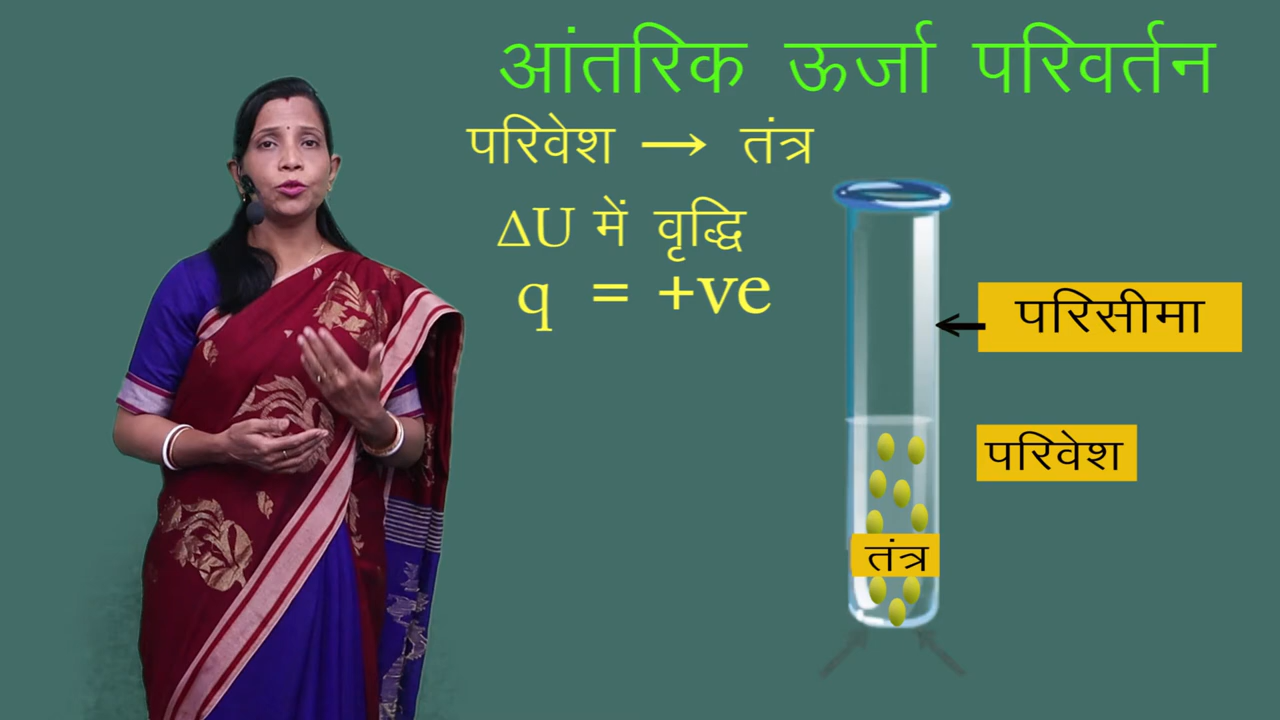 आंतरिक ऊर्जा परिवर्तन
परिवेश → तंत्र
ΔU में वृद्धि
q = +ve
परिसीमा
परिवेश
तंत्र